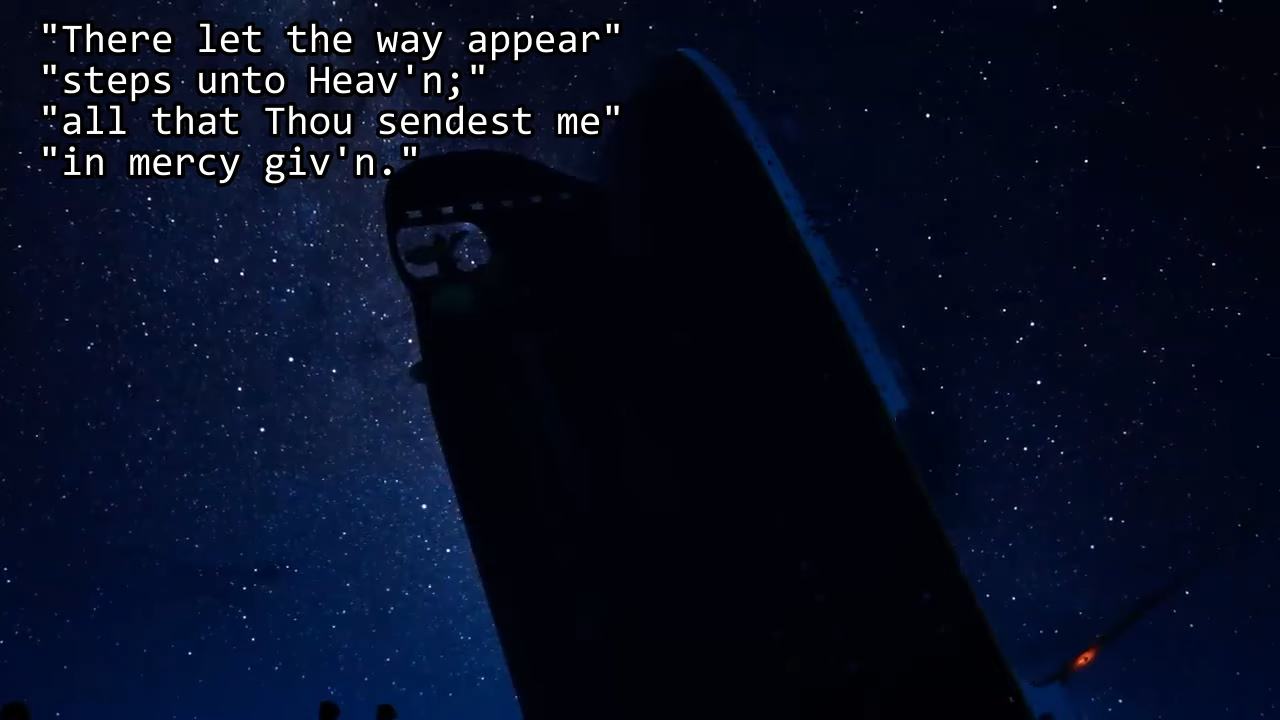 "There let the way appear"
"steps unto Heav'n;"
"all that Thou sendest me"
"in mercy giv'n."